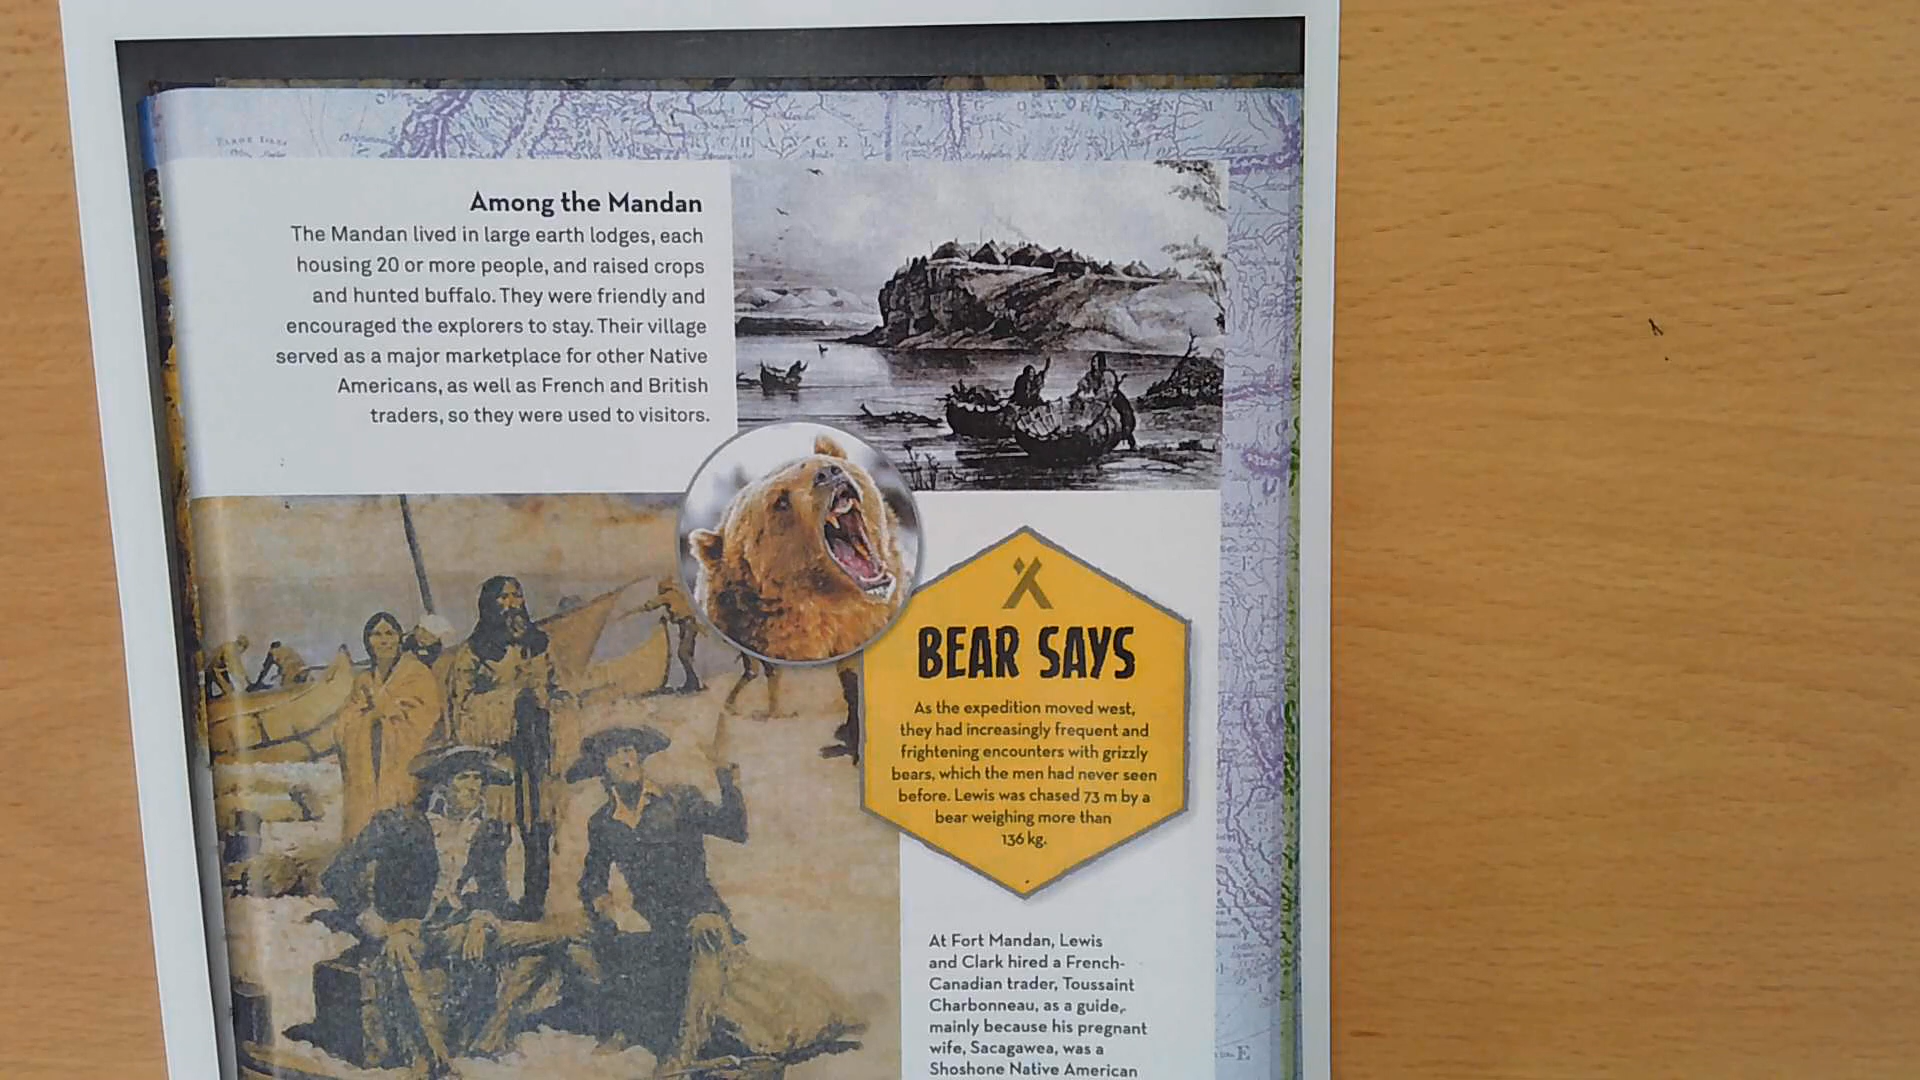 Among the Mandan
The Mandan lived in large earth lodges, each
housing 20 or more people, and raised crops
and hunted buffalo. They were friendly and
encouraged the explorers to stay. Their village
served as a major marketplace for other Native
Americans, as well as French and British
traders, so they were used to visitors.
BEAR SAYS
As the expedition moved west,
they had increasingly frequent and
frightening encounters with grizzly
bears, which the men had never seen
before. Lewis was chased 73 m by a
bear weighing more than
136 kg.
At Fort Mandan, Lewis
and Clark hired a French-
Canadian trader, Toussaint
Charbonneau, as a guide,
mainly because his pregnant
wife, Sacagawea, was a
Shoshone Native American